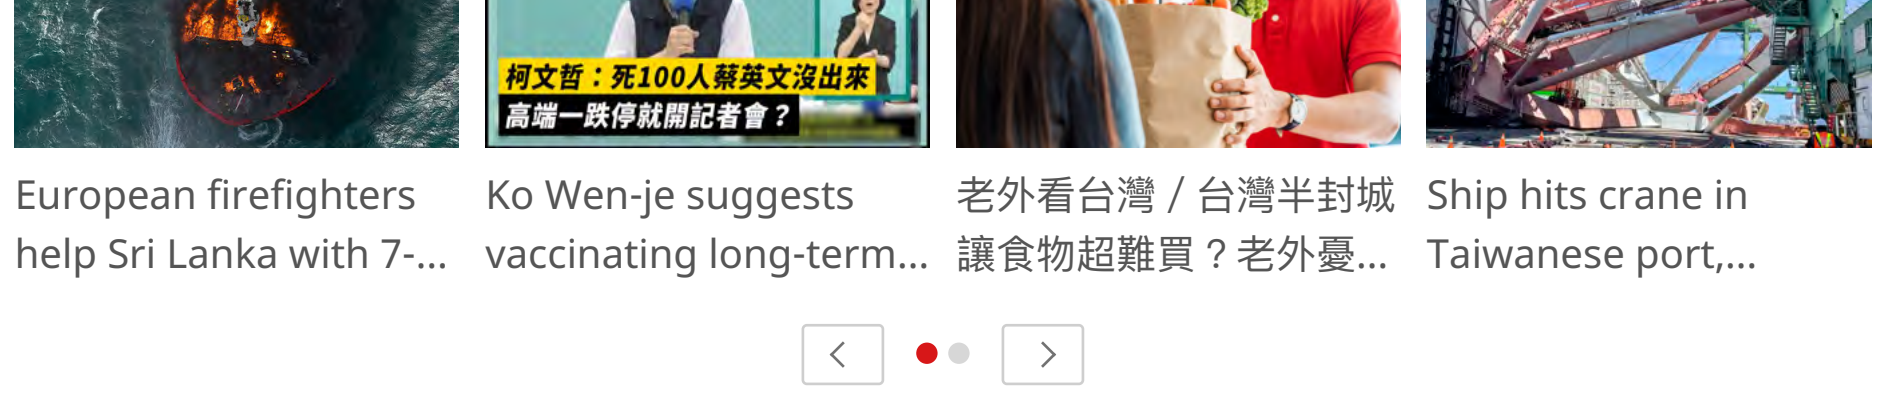 柯文哲：死100人蔡英文沒出來
高端一跌停就開記者會？
European firefighters
help Sri Lanka with 7-...
Ko Wen-je suggests
vaccinating long-term...
老外看台灣 / 台灣半封城
讓食物超難買？老外憂...
Ship hits crane in
Taiwanese port,...